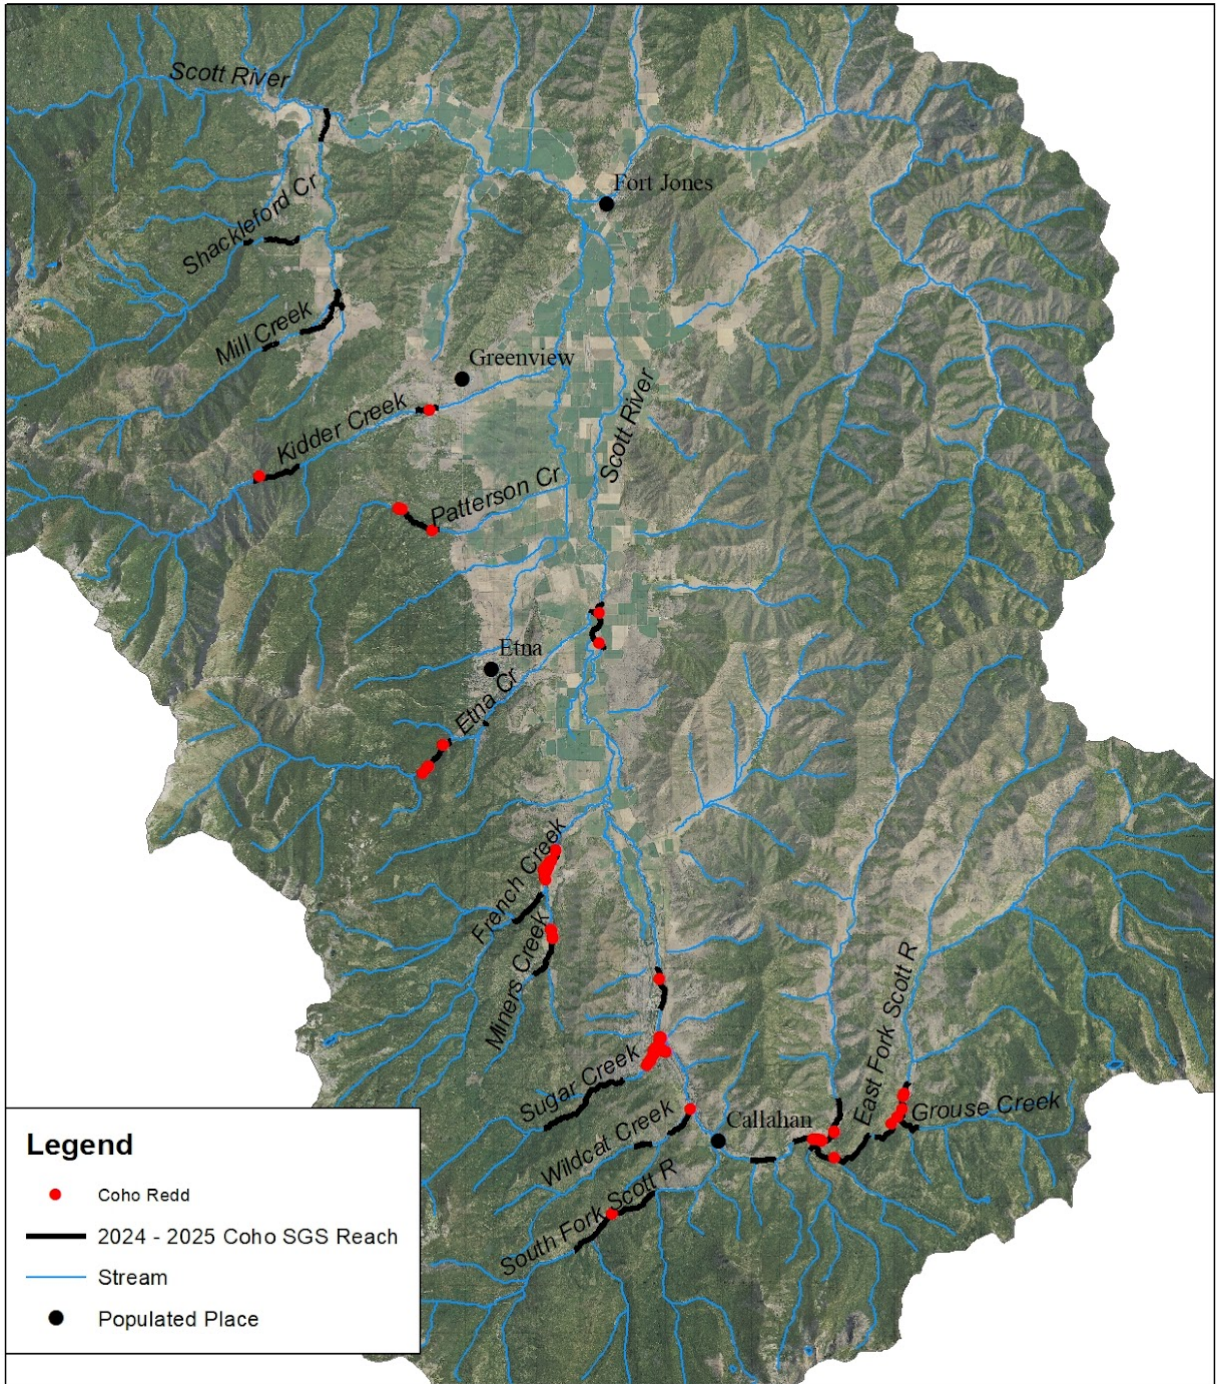 Scott River
Fort Jones
Shackleford Cr
Mill Creek
Greenview
Scott River
Kidder Creek
Patterson Cr
Etna
Etna Cr
French Creek
Miners Creek
East Fork Scott R
Sugar Creek
Grouse Creek
Callahan
Wildcat Creek
South Fork Scott R
Legend
Coho Redd
2024 - 2025 Coho SGS Reach
Stream
Populated Place